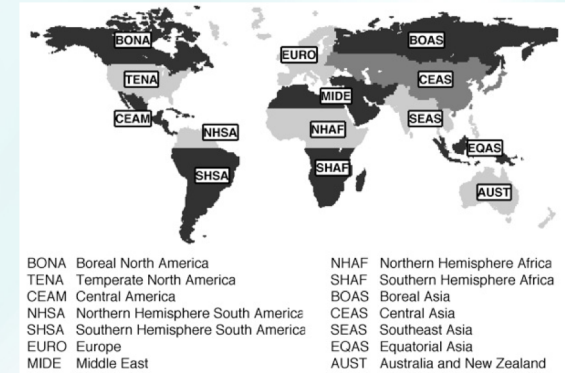 BONA
BOAS
EURO
TENA
CEAS
MIDE
CEAM
SEAS
NHSA
NHAF
EQAS
SHSA
SHAF
AUST
BONA Boreal North America
TENA Temperate North America
CEAM Central America
NHSA Northern Hemisphere South America
SHSA Southern Hemisphere South America
EURO Europe
MIDE Middle East
NHAF Northern Hemisphere Africa
SHAF Southern Hemisphere Africa
BOAS Boreal Asia
CEAS Central Asia
SEAS Southeast Asia
EQAS Equatorial Asia
AUST Australia and New Zealand